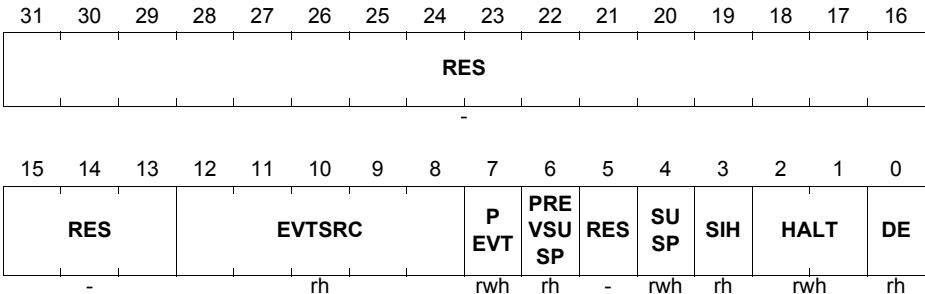 31 30 29 28 27 26 25 24 23 22 21 20 19 18 17 16
RES
-
15 14 13 12 11 10 9 8 7 6 5 4 3 2 1 0
RES EVTSRC P EVT PRE VSU SP RES SU SP SIH HALT DE
- rh rwh rh - rwh rh rwh rh